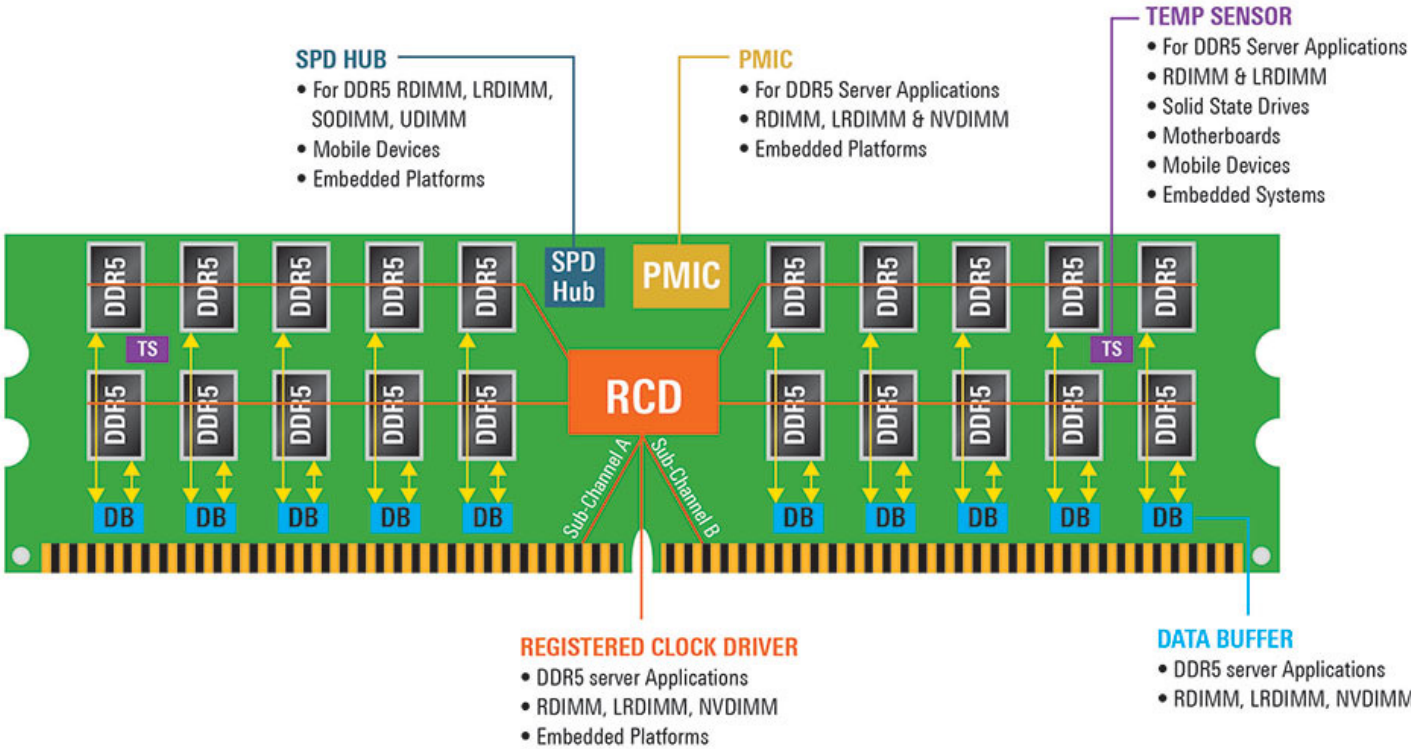 TEMP SENSOR
• For DDR5 Server Applications
• RDIMM & LRDIMM
• Solid State Drives
• Motherboards
• Mobile Devices
• Embedded Systems
SPD HUB
• For DDR5 RDIMM, LRDIMM,
SODIMM, UDIMM
• Mobile Devices
• Embedded Platforms
PMIC
• For DDR5 Server Applications
• RDIMM, LRDIMM & NVDIMM
• Embedded Platforms
DDR5 DDR5 DDR5 DDR5 DDR5
SPD
Hub
PMIC
DDR5 DDR5 DDR5 DDR5 DDR5
TS
TS
DDR5 DDR5 DDR5 DDR5 DDR5
RCD
DDR5 DDR5 DDR5 DDR5 DDR5
Sub-Channel A
Sub-Channel B
DB DB DB DB DB
DB DB DB DB DB
REGISTERED CLOCK DRIVER
• DDR5 server Applications
• RDIMM, LRDIMM, NVDIMM
• Embedded Platforms
DATA BUFFER
• DDR5 server Applications
• RDIMM, LRDIMM, NVDIMM